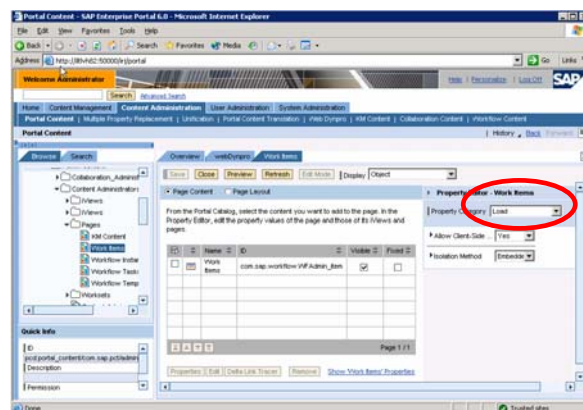 Portal Content - SAP Enterprise Portal 6.0 - Microsoft Internet Explorer
File Edit View Favorites Tools Help
Back Search Favorites Media
Address Go Links
Welcome Administrator
Help | Personalize | Log Off SAP
Search Advanced Search
Home Content Management Content Administration User Administration System Administration
Portal Content | Multiple Property Replacement | Unification | Portal Content Translation | Web Dynpro | KM Content | Collaboration Content | Workflow Content
Portal Content | History Back Forward
Browse Search
Overview webDynpro Work Items
Save Close Preview Refresh Edit Mode Display Object
Collaboration_Administ
Content Administrators
iViews
iViews
Pages
KM Content
Work Items
Workflow Instar
Workflow Tasks
Workflow Temp
Worksets
Page Content Page Layout
From the Portal Catalog, select the content you want to add to the page. In the
Property Editor, edit the property values of the page and those of its iViews and
pages.
Name ID Visible Fixed
Work Items com.sap.workflow.WFAdmin_Item
Page 1 / 1
Properties Edit Delta Link Tracer Remove Show 'Work Items' Properties
Property Editor - Work Items
Property Category Load
Allow Client-Side ... Yes
Isolation Method Embedde
Quick Info
ID
pcd:portal_content/com.sap.pct/admin
Description
Permission
Done Trusted sites